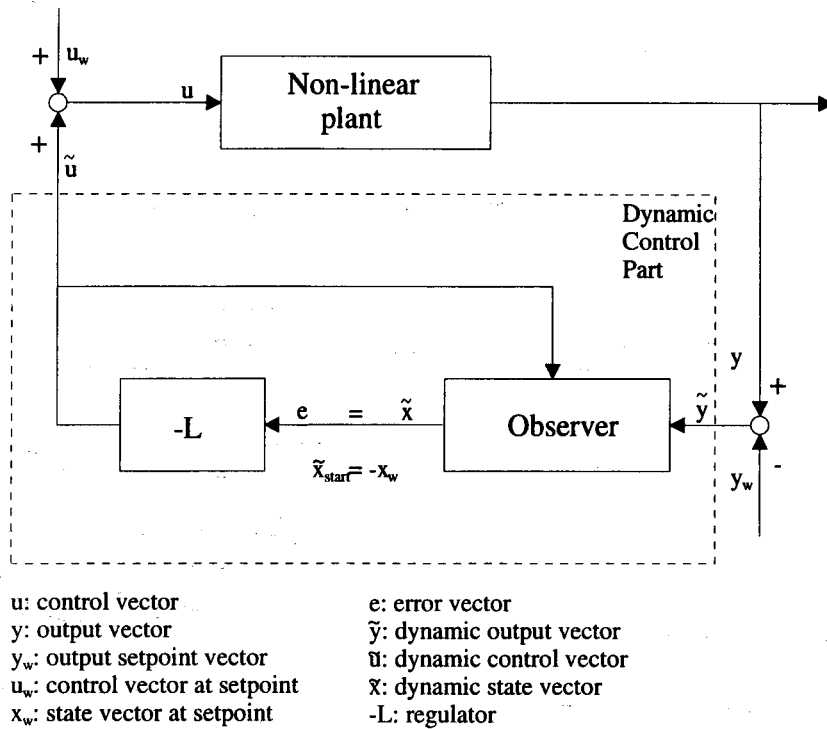 +
u_w
u
Non-linear
plant
+
ũ
Dynamic
Control
Part
y
+
ỹ
-L
e = x̃
Observer
x̃_start = -x_w
y_w
-
u: control vector
y: output vector
y_w: output setpoint vector
u_w: control vector at setpoint
x_w: state vector at setpoint
e: error vector
ỹ: dynamic output vector
ũ: dynamic control vector
x̃: dynamic state vector
-L: regulator